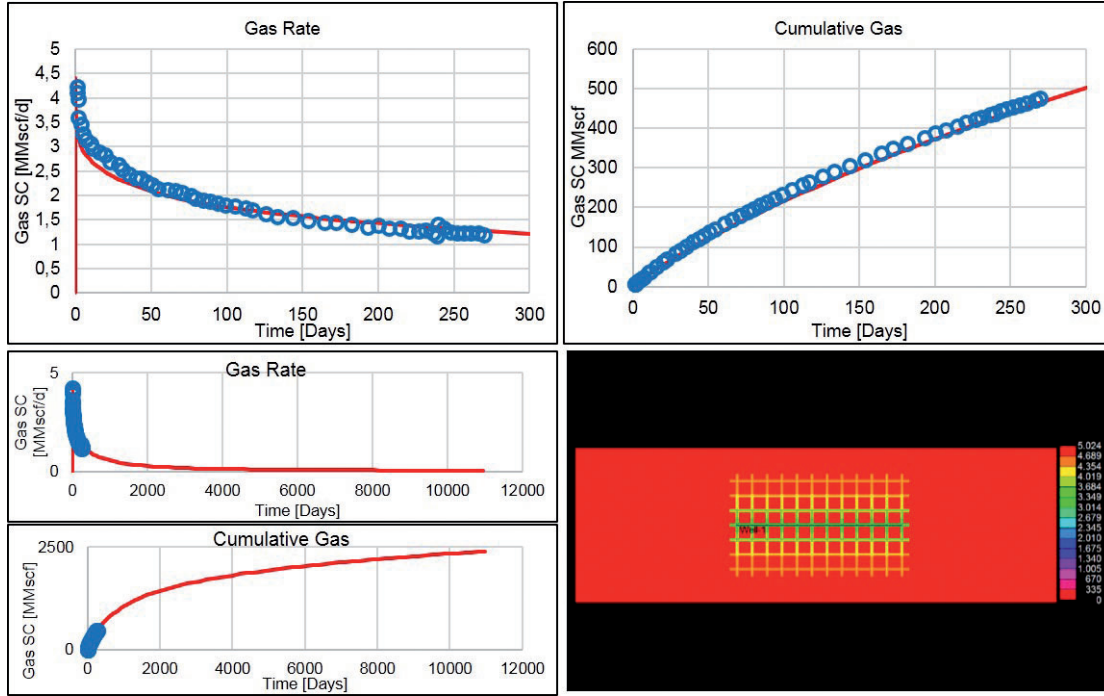 Gas Rate
Gas SC [MMscf/d]
5
4,5
4
3,5
3
2,5
2
1,5
1
0,5
0
0 50 100 150 200 250 300
Time [Days]
Cumulative Gas
Gas SC MMscf
600
500
400
300
200
100
0
0 50 100 150 200 250 300
Time [Days]
Gas Rate
Gas SC
[MMscf/d]
5
0
0 2000 4000 6000 8000 10000 12000
Time [Days]
Cumulative Gas
Gas SC [MMscf]
2500
0
0 2000 4000 6000 8000 10000 12000
Time [Days]
Well-1
5.024
4.689
4.354
4.019
3.684
3.349
3.014
2.679
2.345
2.010
1.675
1.340
1.005
670
335
0